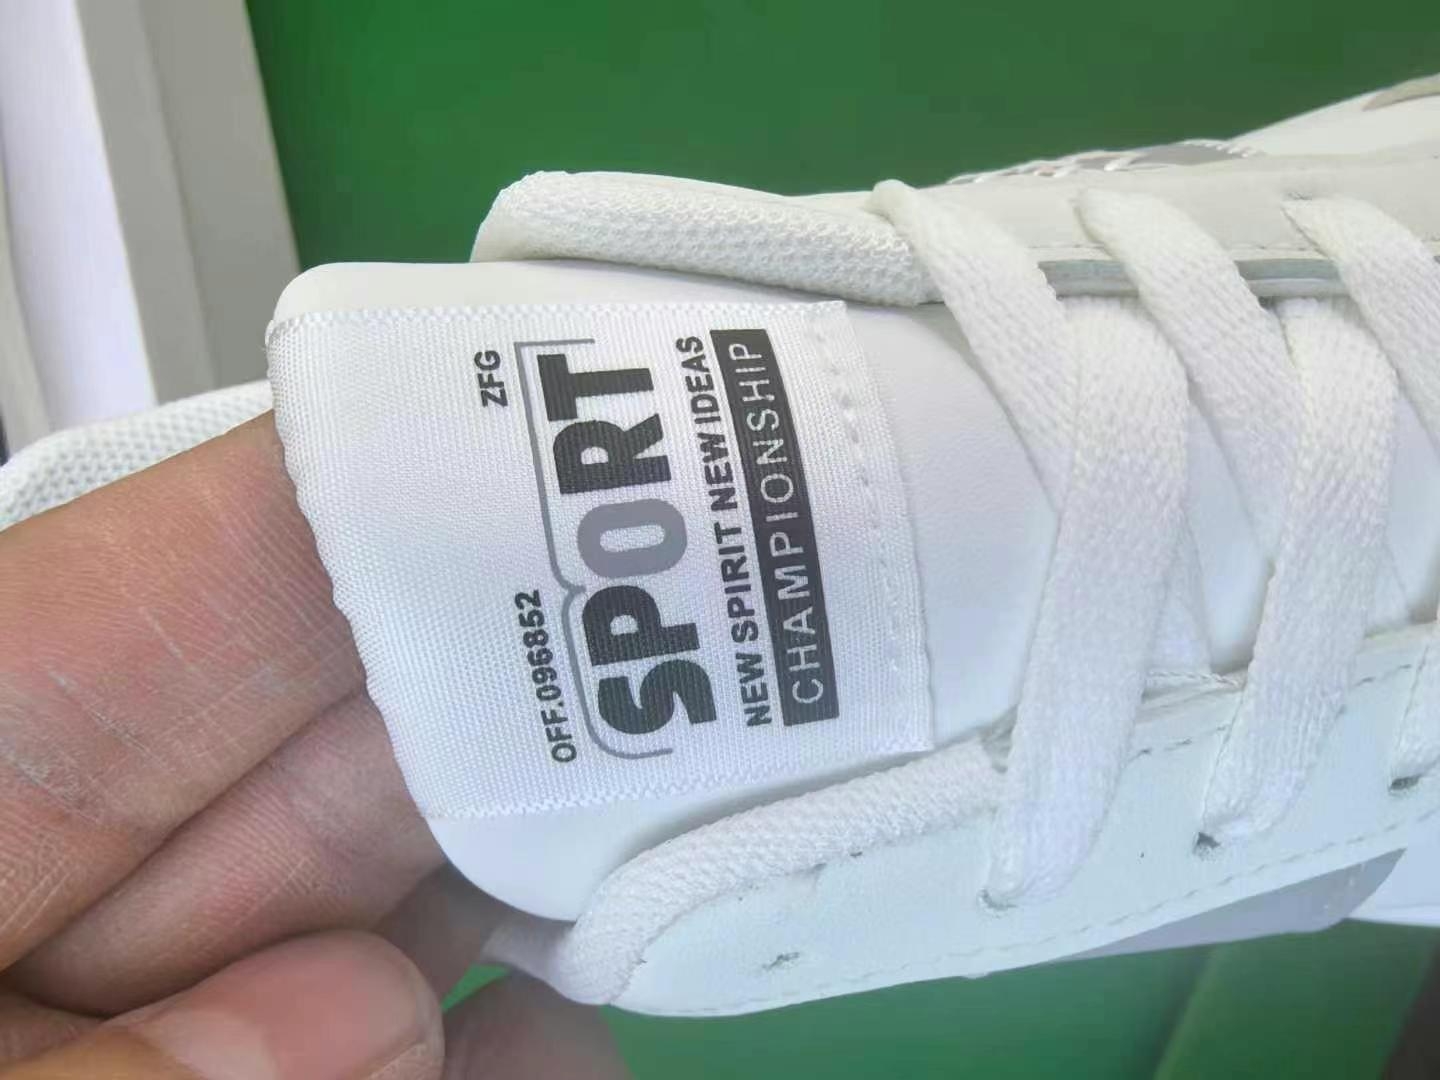 OFF.096852 ZFG
SPORT
NEW SPIRIT NEW IDEAS
CHAMPIONSHIP